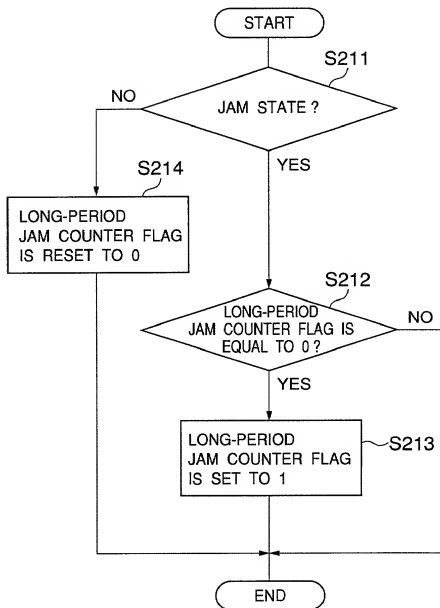 START
S211
NO
JAM STATE ?
YES
S214
LONG-PERIOD
JAM COUNTER FLAG
IS RESET TO 0
S212
LONG-PERIOD
JAM COUNTER FLAG IS
EQUAL TO 0 ?
NO
YES
LONG-PERIOD
JAM COUNTER FLAG
IS SET TO 1
S213
END